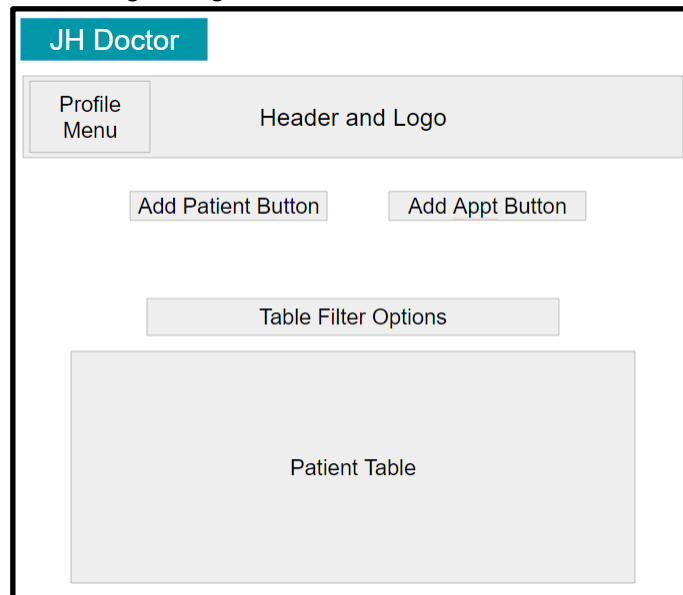 JH Doctor
Profile
Menu
Header and Logo
Add Patient Button
Add Appt Button
Table Filter Options
Patient Table